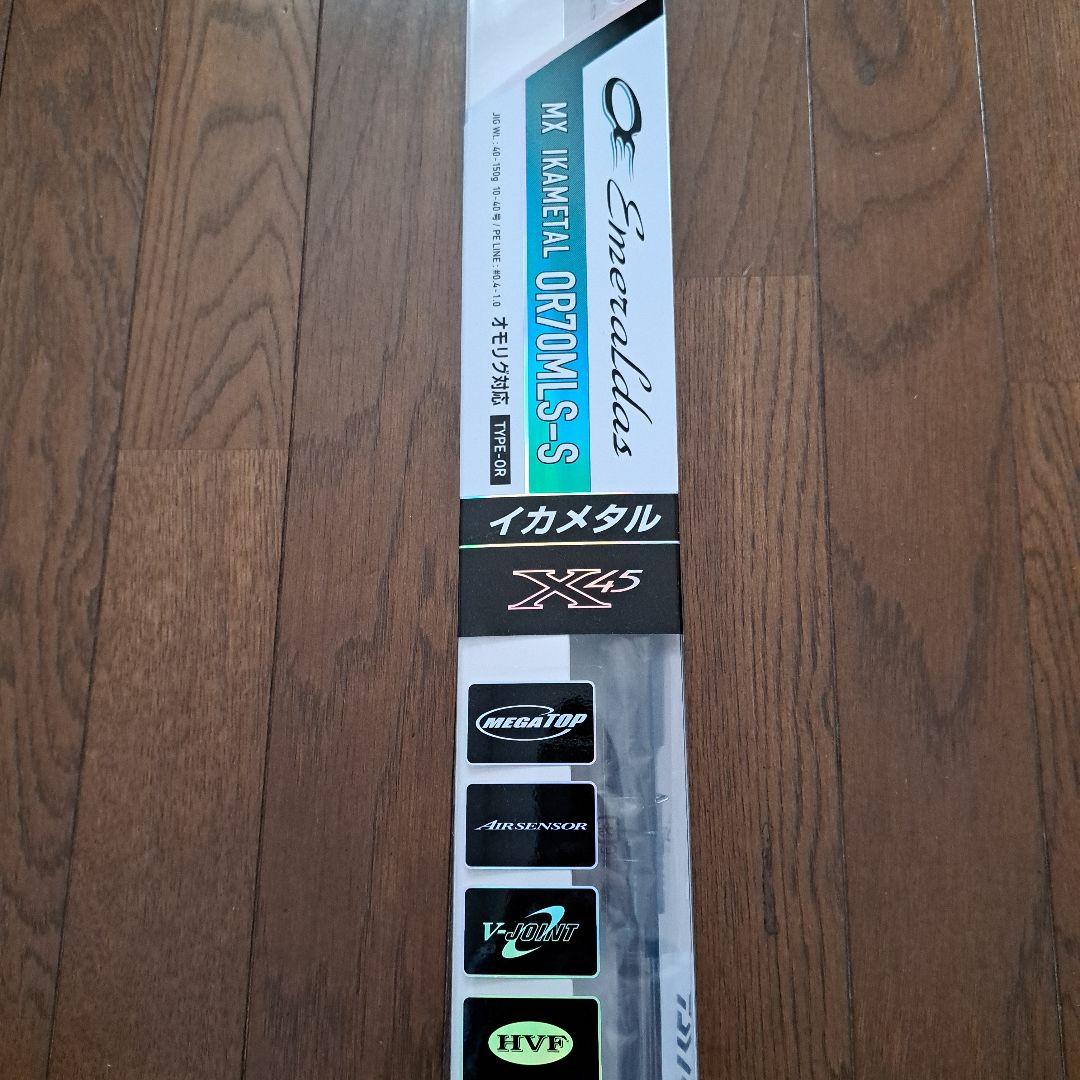 Emeraldas
MX IKAMETAL OR70MLS-S
JIG WT.: 40-150g 10-40号 / PE LINE : #0.4-1.0 オモリグ対応 TYPE-OR
イカメタル
X45
MEGATOP
AIRSENSOR
V-JOINT
HVF